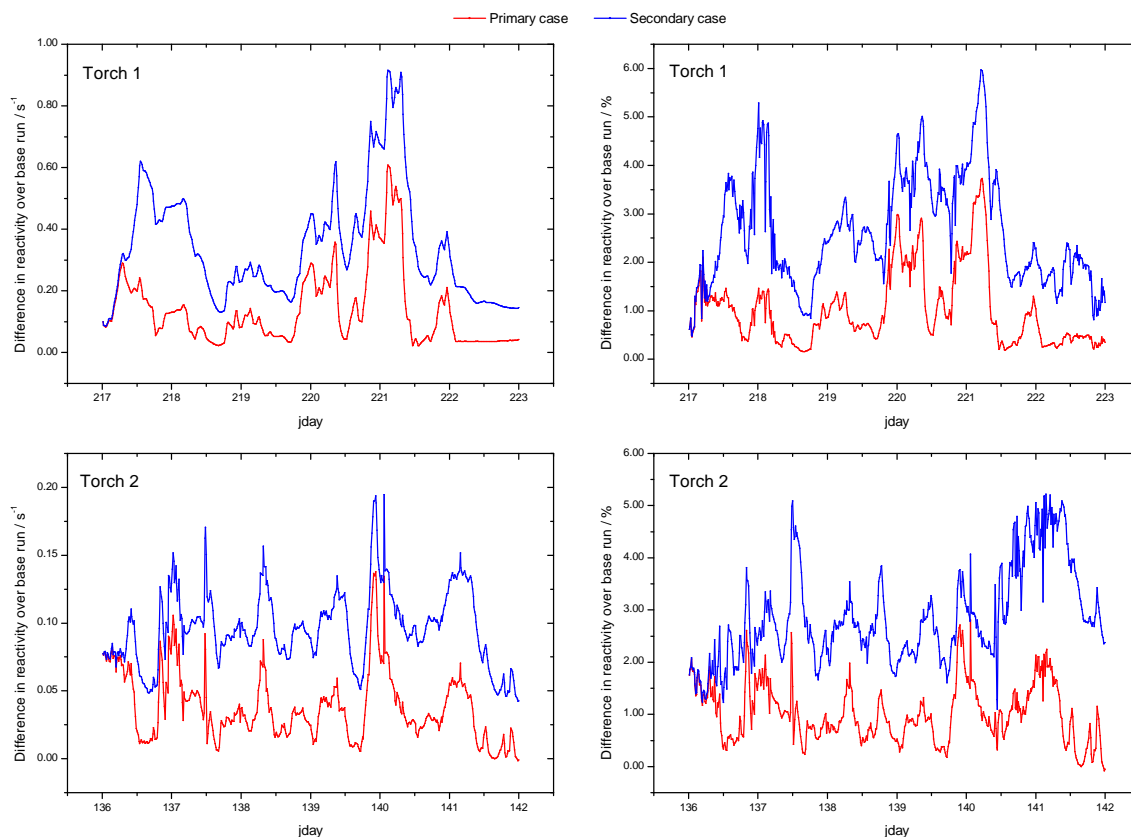 Primary case Secondary case
Torch 1
Difference in reactivity over base run / s⁻¹
1.00
0.80
0.60
0.40
0.20
0.00
217 218 219 220 221 222 223
jday
Torch 1
Difference in reactivity over base run / %
6.00
5.00
4.00
3.00
2.00
1.00
0.00
217 218 219 220 221 222 223
jday
Torch 2
Difference in reactivity over base run / s⁻¹
0.20
0.15
0.10
0.05
0.00
136 137 138 139 140 141 142
jday
Torch 2
Difference in reactivity over base run / %
6.00
5.00
4.00
3.00
2.00
1.00
0.00
136 137 138 139 140 141 142
jday